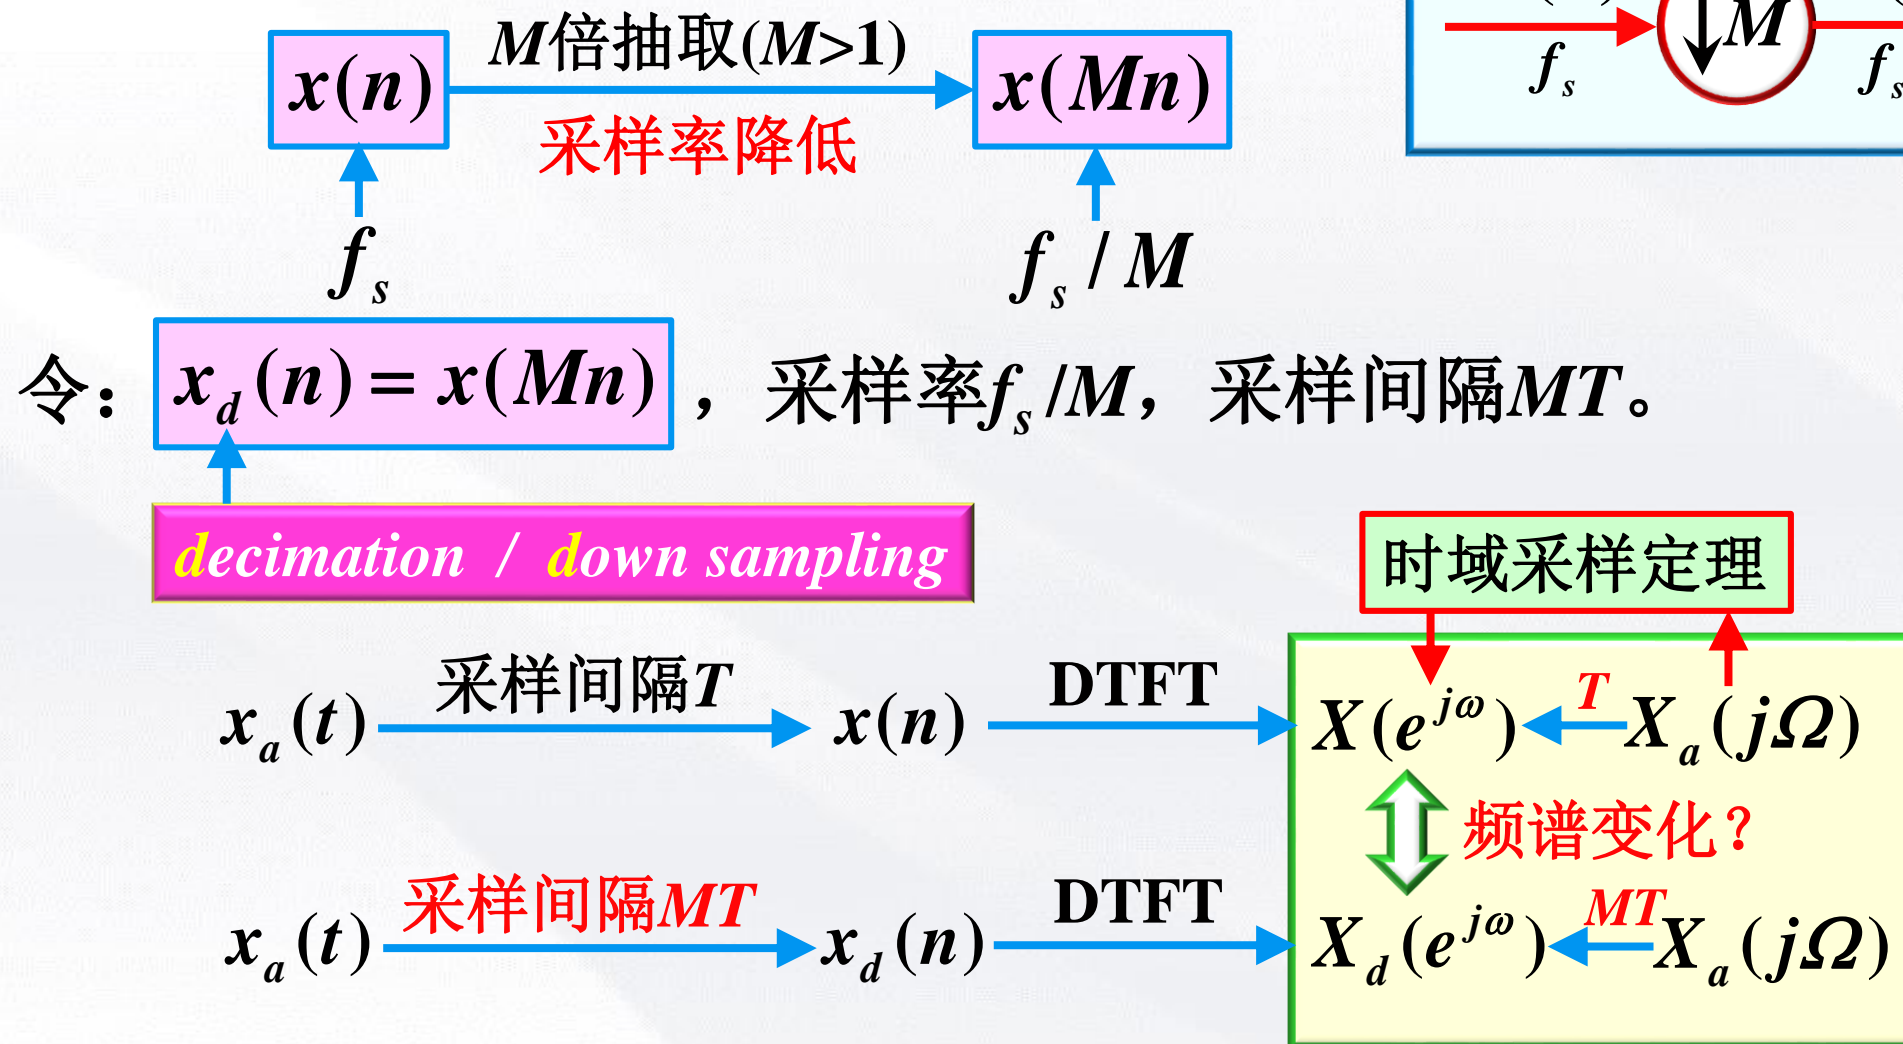 x(n) M倍抽取(M>1) x(Mn)
采样率降低
↓M
f_s f_s
f_s f_s / M
令： x_d(n) = x(Mn) ， 采样率f_s/M，采样间隔MT。
decimation / down sampling
时域采样定理
x_a(t) 采样间隔T x(n) DTFT X(e^{jω}) T X_a(jΩ)
频谱变化？
x_a(t) 采样间隔MT x_d(n) DTFT X_d(e^{jω}) MT X_a(jΩ)